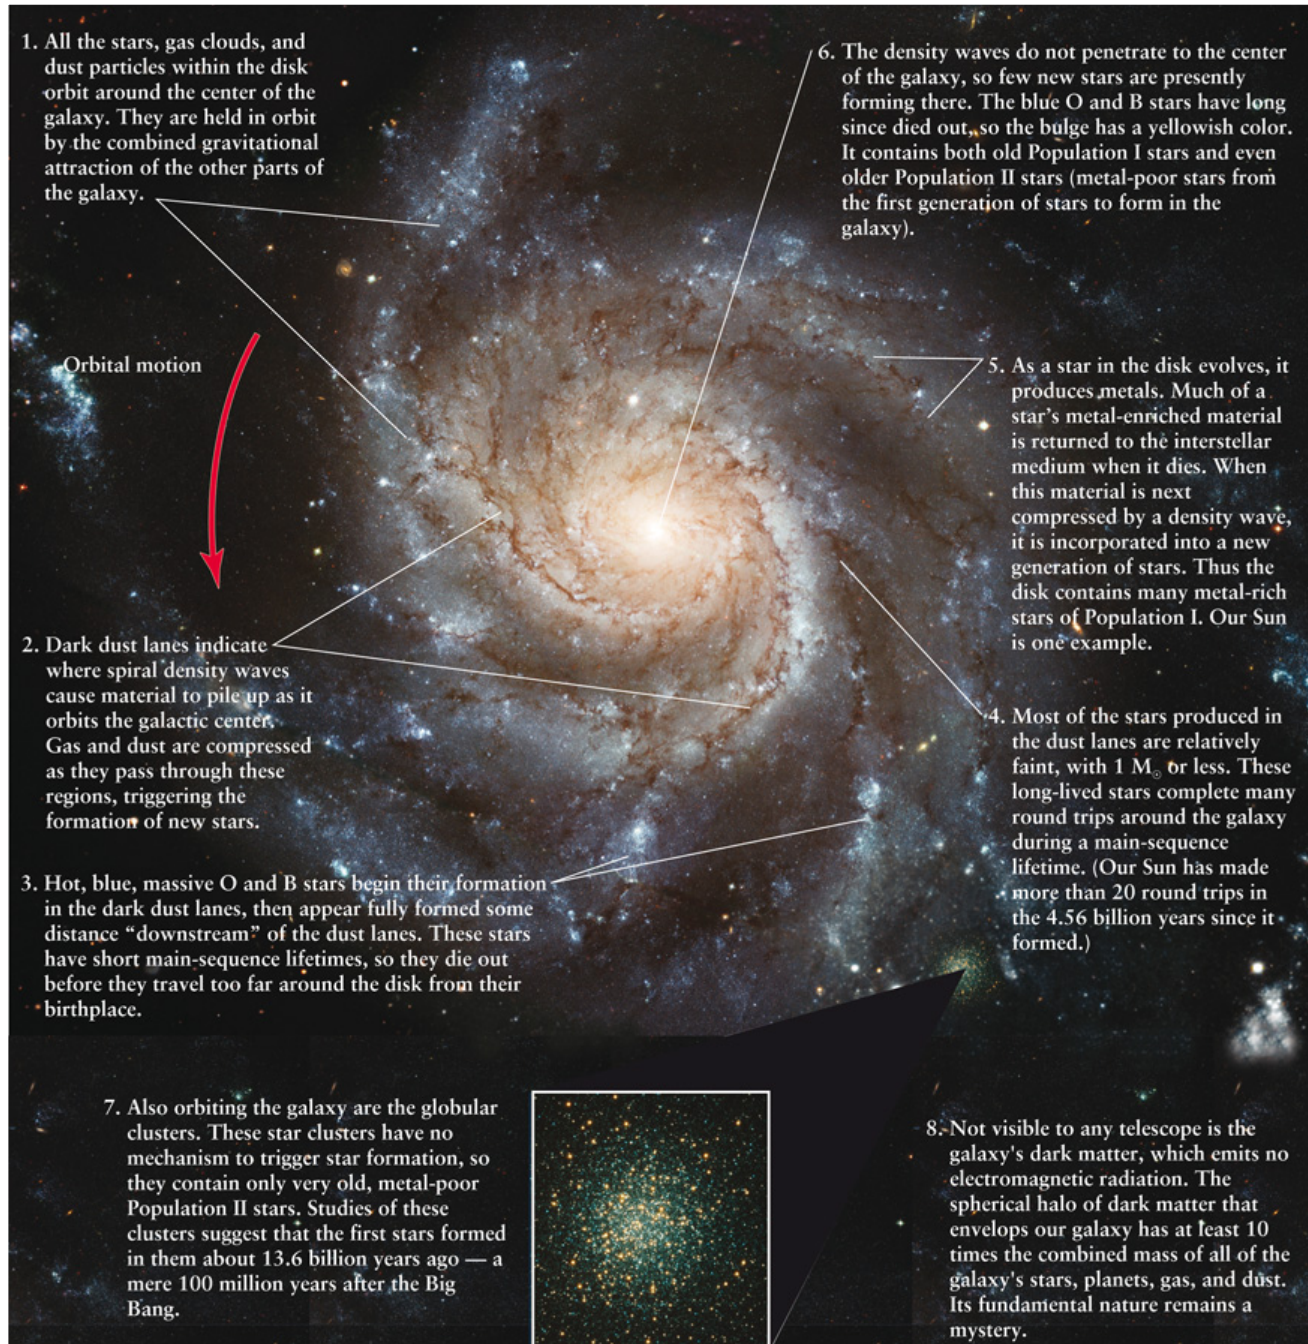 1. All the stars, gas clouds, and
dust particles within the disk
orbit around the center of the
galaxy. They are held in orbit
by the combined gravitational
attraction of the other parts of
the galaxy.
Orbital motion
2. Dark dust lanes indicate
where spiral density waves
cause material to pile up as it
orbits the galactic center.
Gas and dust are compressed
as they pass through these
regions, triggering the
formation of new stars.
3. Hot, blue, massive O and B stars begin their formation
in the dark dust lanes, then appear fully formed some
distance “downstream” of the dust lanes. These stars
have short main-sequence lifetimes, so they die out
before they travel too far around the disk from their
birthplace.
6. The density waves do not penetrate to the center
of the galaxy, so few new stars are presently
forming there. The blue O and B stars have long
since died out, so the bulge has a yellowish color.
It contains both old Population I stars and even
older Population II stars (metal-poor stars from
the first generation of stars to form in the
galaxy).
5. As a star in the disk evolves, it
produces metals. Much of a
star’s metal-enriched material
is returned to the interstellar
medium when it dies. When
this material is next
compressed by a density wave,
it is incorporated into a new
generation of stars. Thus the
disk contains many metal-rich
stars of Population I. Our Sun
is one example.
4. Most of the stars produced in
the dust lanes are relatively
faint, with 1 M☉ or less. These
long-lived stars complete many
round trips around the galaxy
during a main-sequence
lifetime. (Our Sun has made
more than 20 round trips in
the 4.56 billion years since it
formed.)
7. Also orbiting the galaxy are the globular
clusters. These star clusters have no
mechanism to trigger star formation, so
they contain only very old, metal-poor
Population II stars. Studies of these
clusters suggest that the first stars formed
in them about 13.6 billion years ago — a
mere 100 million years after the Big
Bang.
8. Not visible to any telescope is the
galaxy's dark matter, which emits no
electromagnetic radiation. The
spherical halo of dark matter that
envelops our galaxy has at least 10
times the combined mass of all of the
galaxy's stars, planets, gas, and dust.
Its fundamental nature remains a
mystery.